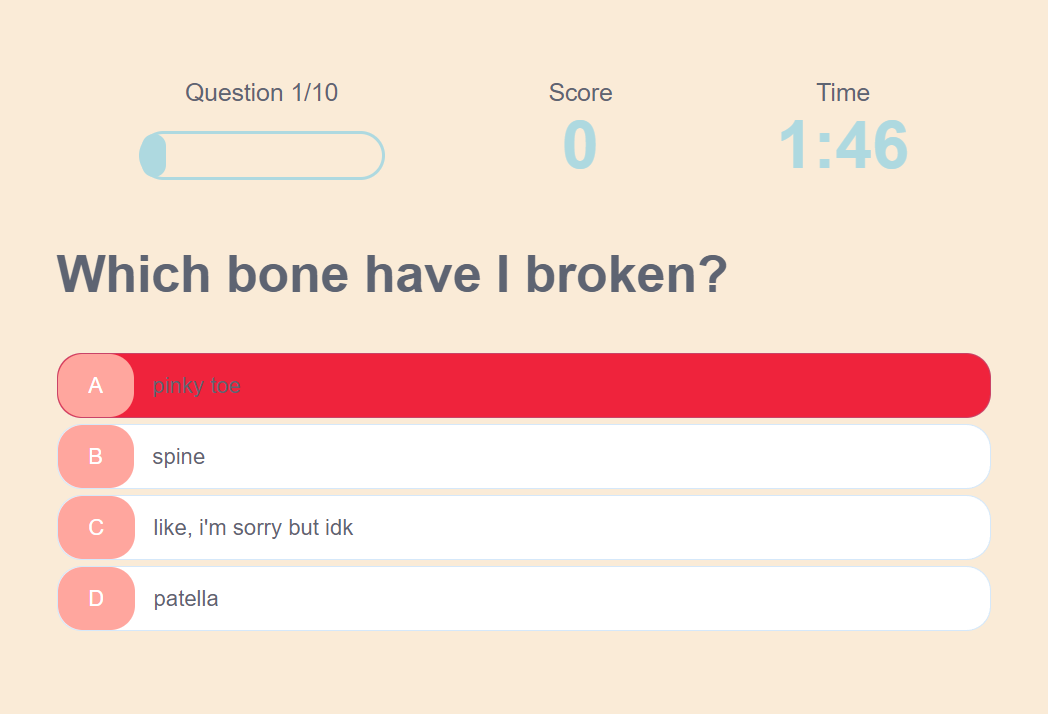 Question 1/10
Score
0
Time
1:46
Which bone have I broken?
A pinky toe
B spine
C like, i'm sorry but idk
D patella